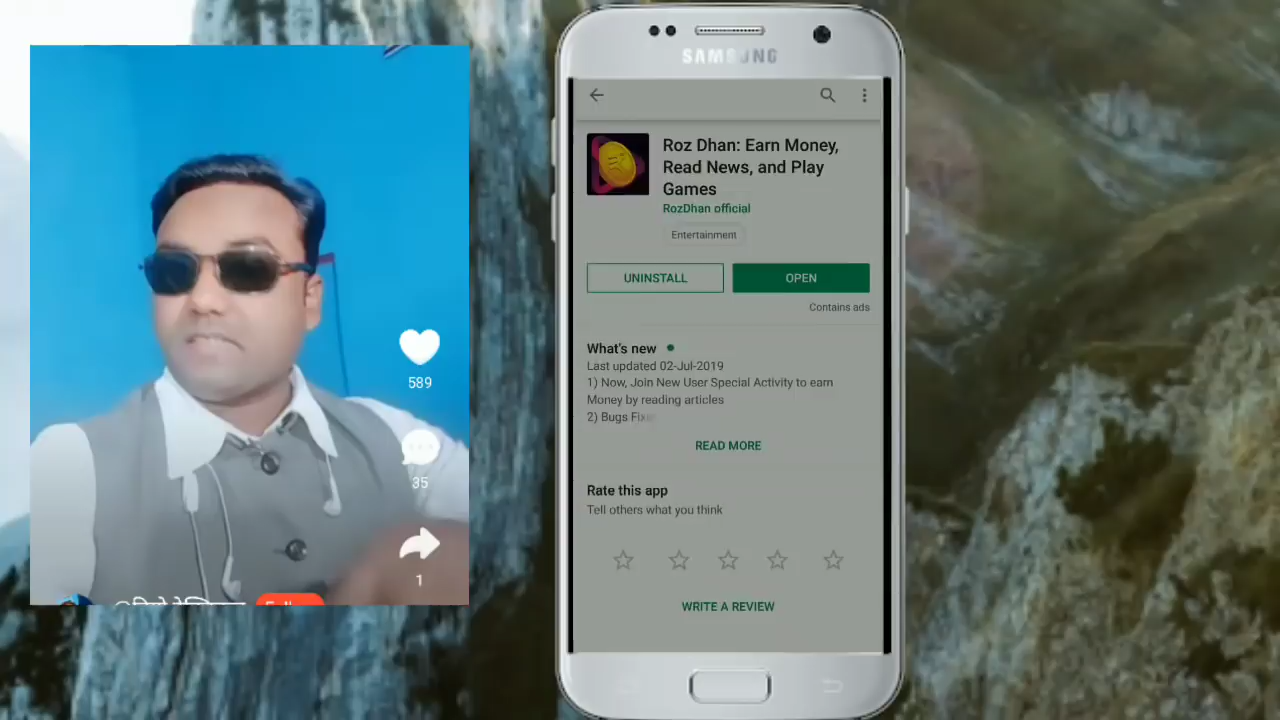 589
35
1
SAMSUNG
Roz Dhan: Earn Money,
Read News, and Play
Games
RozDhan official
Entertainment
UNINSTALL
OPEN
Contains ads
What's new
Last updated 02-Jul-2019
1) Now, Join New User Special Activity to earn
Money by reading articles
2) Bugs Fixe
READ MORE
Rate this app
Tell others what you think
WRITE A REVIEW